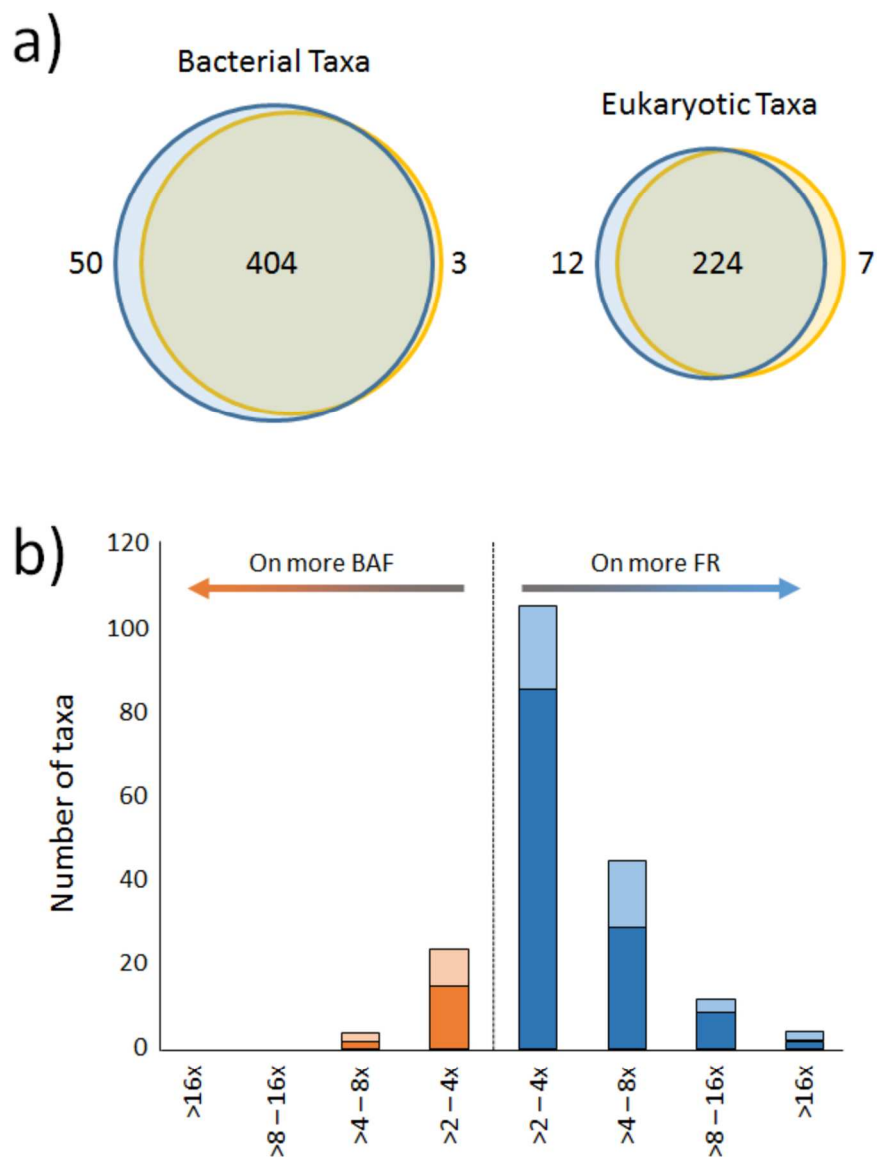 a)
Bacterial Taxa
Eukaryotic Taxa
50
404
3
12
224
7
b)
Number of taxa
120
100
80
60
40
20
0
On more BAF
On more FR
>16x
>8 – 16x
>4 – 8x
>2 – 4x
>2 – 4x
>4 – 8x
>8 – 16x
>16x